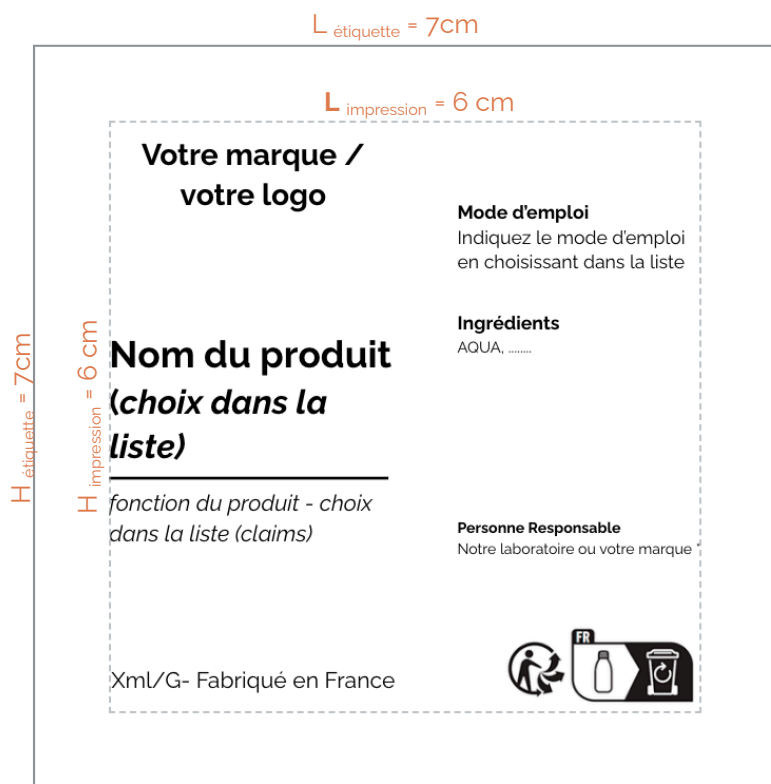 L étiquette = 7cm
L impression = 6 cm
H étiquette = 7cm
H impression = 6 cm
Votre marque /
votre logo
Nom du produit
(choix dans la
liste)
fonction du produit - choix
dans la liste (claims)
Xml/G- Fabriqué en France
Mode d'emploi
Indiquez le mode d'emploi
en choisissant dans la liste
Ingrédients
AQUA, ........
Personne Responsable
Notre laboratoire ou votre marque *
FR